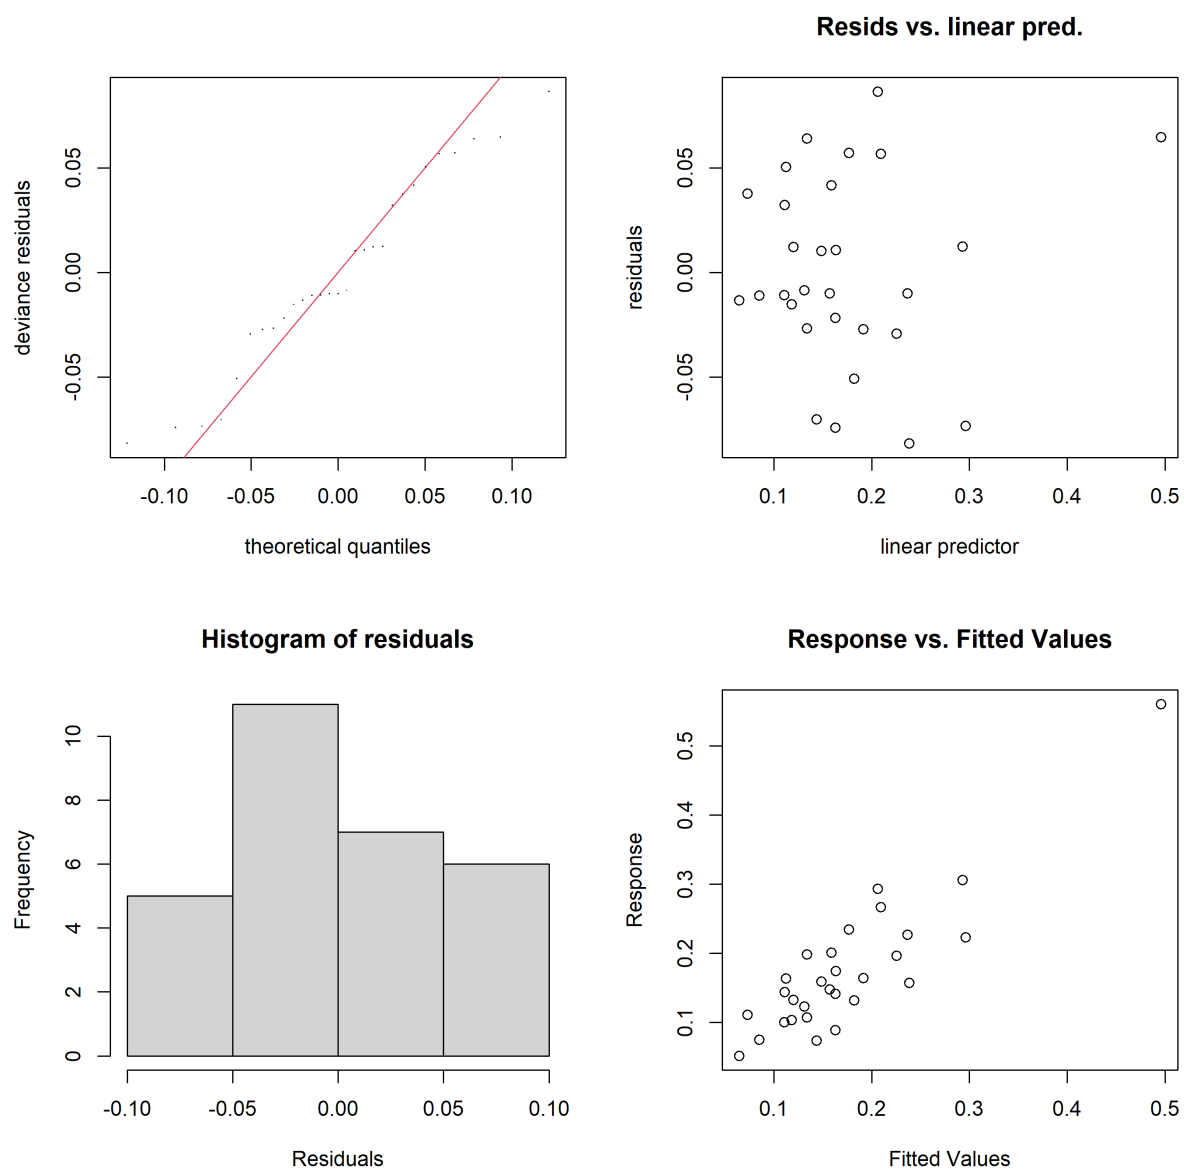 deviance residuals
0.05
0.00
-0.05
-0.10 -0.05 0.00 0.05 0.10
theoretical quantiles
Resids vs. linear pred.
residuals
0.05
0.00
-0.05
0.1 0.2 0.3 0.4 0.5
linear predictor
Histogram of residuals
Frequency
10
8
6
4
2
0
-0.10 -0.05 0.00 0.05 0.10
Residuals
Response vs. Fitted Values
Response
0.5
0.4
0.3
0.2
0.1
0.1 0.2 0.3 0.4 0.5
Fitted Values